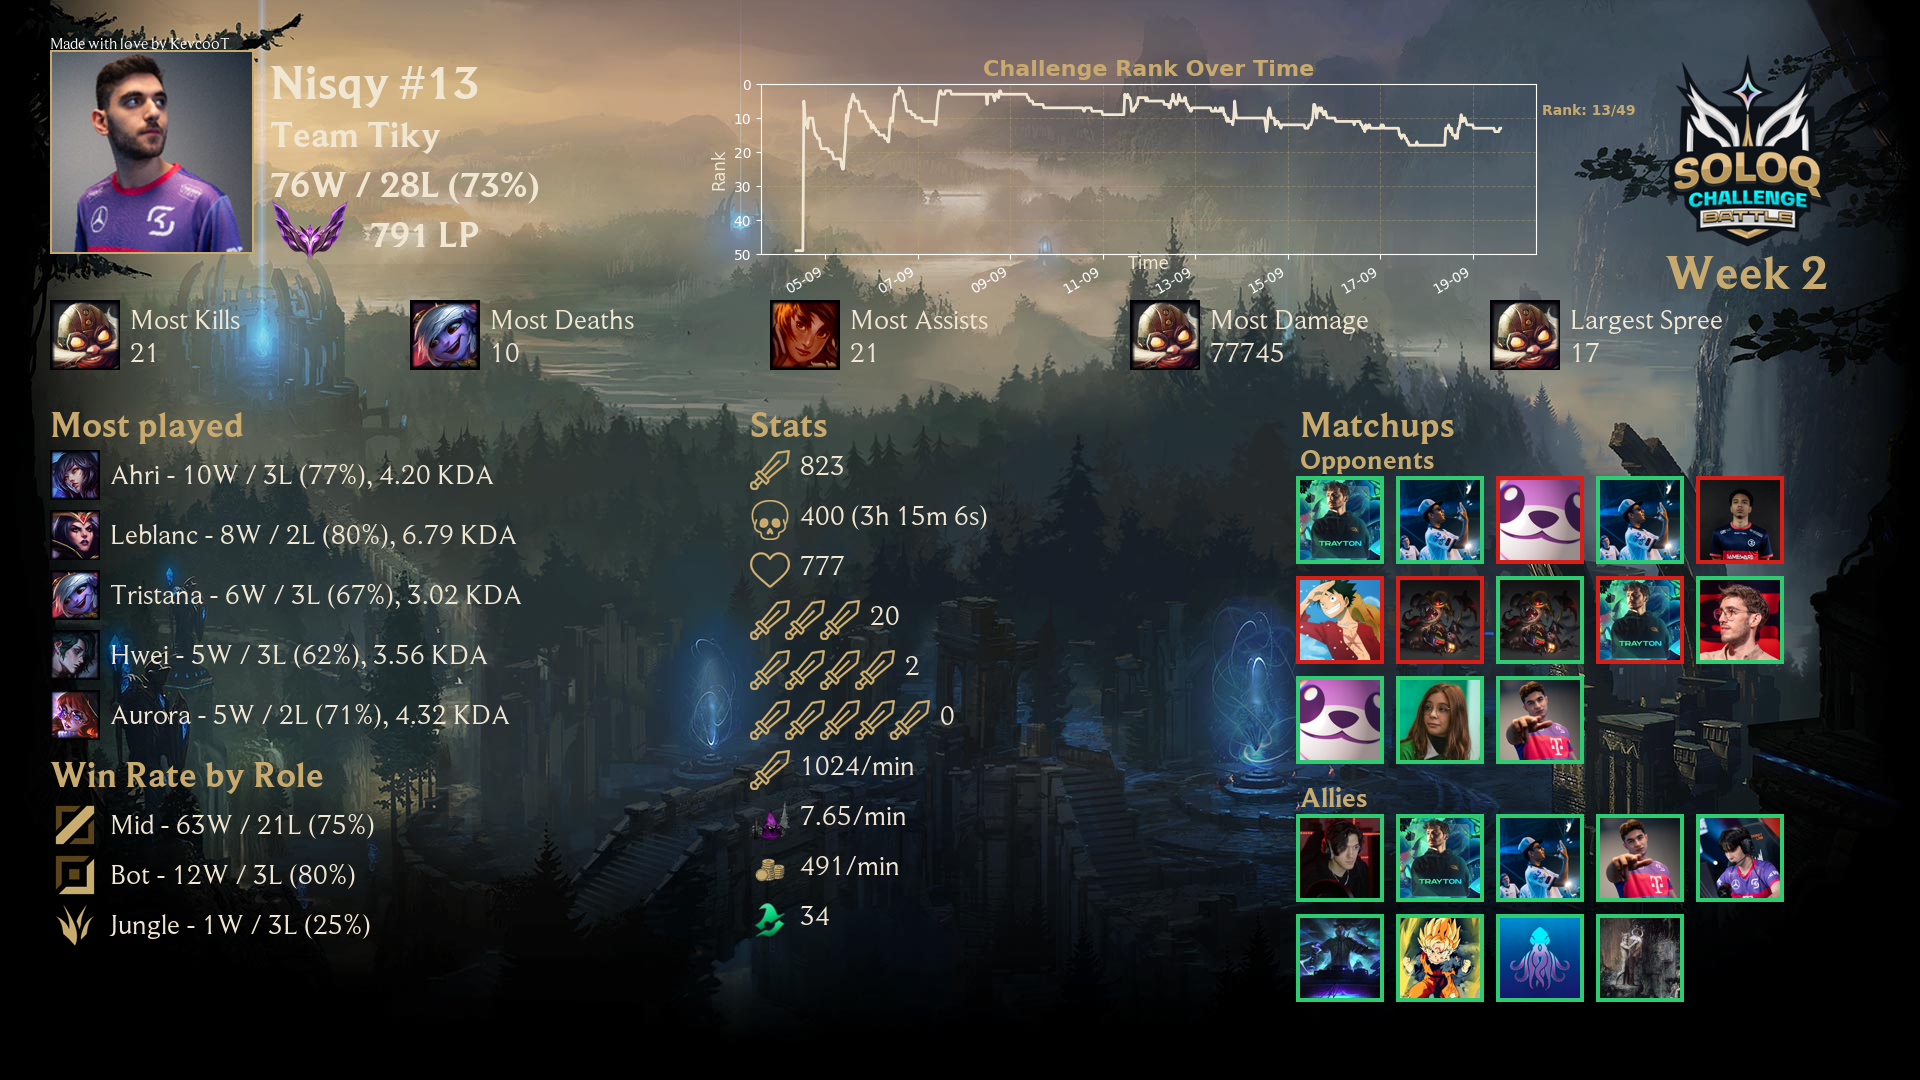 Made with love by KevcooT
Nisqy #13
Team Tiky
76W / 28L (73%)
791 LP
Challenge Rank Over Time
Rank
0
10
20
30
40
50
05-09
07-09
09-09
11-09
13-09
15-09
17-09
19-09
Time
Rank: 13/49
SOLOQ
CHALLENGE
BATTLE
Week 2
Most Kills
21
Most Deaths
10
Most Assists
21
Most Damage
77745
Largest Spree
17
Most played
Ahri - 10W / 3L (77%), 4.20 KDA
Leblanc - 8W / 2L (80%), 6.79 KDA
Tristana - 6W / 3L (67%), 3.02 KDA
Hwei - 5W / 3L (62%), 3.56 KDA
Aurora - 5W / 2L (71%), 4.32 KDA
Win Rate by Role
Mid - 63W / 21L (75%)
Bot - 12W / 3L (80%)
Jungle - 1W / 3L (25%)
Stats
823
400 (3h 15m 6s)
777
20
2
0
1024/min
7.65/min
491/min
34
Matchups
Opponents
TRAYTON
TRAYTON
Allies
TRAYTON